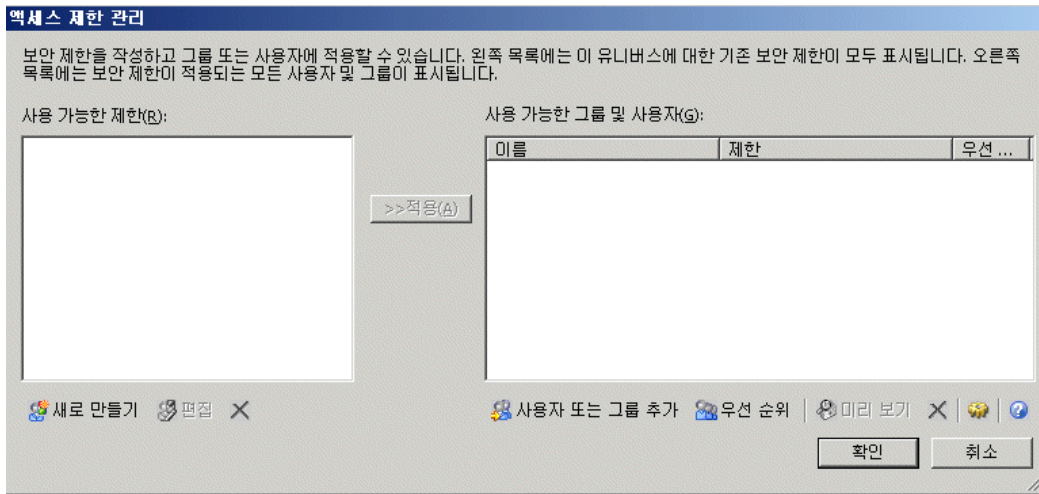 액세스 제한 관리
보안 제한을 작성하고 그룹 또는 사용자에 적용할 수 있습니다. 왼쪽 목록에는 이 유니버스에 대한 기존 보안 제한이 모두 표시됩니다. 오른쪽
목록에는 보안 제한이 적용되는 모든 사용자 및 그룹이 표시됩니다.
사용 가능한 제한(R):
사용 가능한 그룹 및 사용자(G):
이름 제한 우선 ...
>>적용(A)
새로 만들기 편집
사용자 또는 그룹 추가 우선 순위 미리 보기
확인 취소